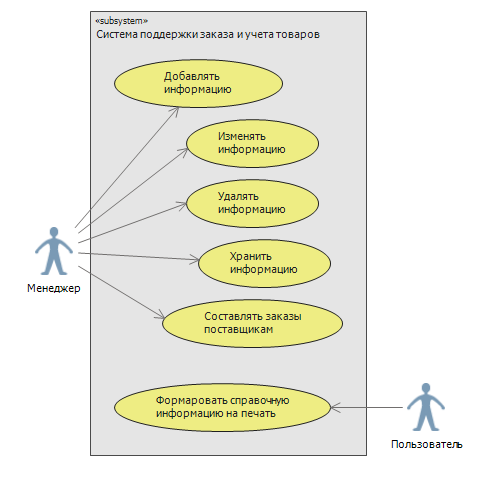 «subsystem»
Система поддержки заказа и учета товаров
Добавлять
информацию
Изменять
информацию
Удалять
информацию
Хранить
информацию
Менеджер
Составлять заказы
поставщикам
Формаровать справочную
информацию на печать
Пользователь